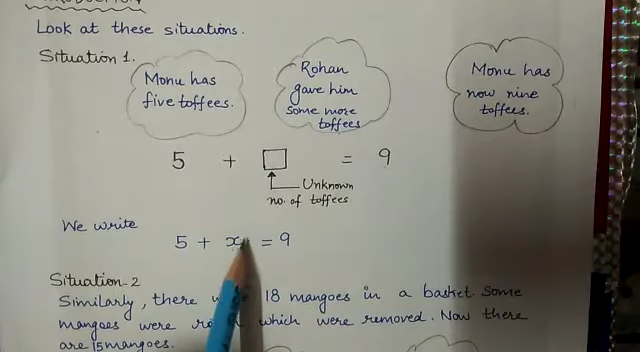 Look at these situations.
Situation 1.
Monu has
five toffees.
Rohan
gave him
some more
toffees
Monu has
now nine
toffees.
5 + □ = 9
Unknown
no. of toffees
We write
5 + x = 9
Situation-2
Similarly, there 18 mangoes in a basket. Some
mangoes were which were removed. Now there
are 15 mangoes.